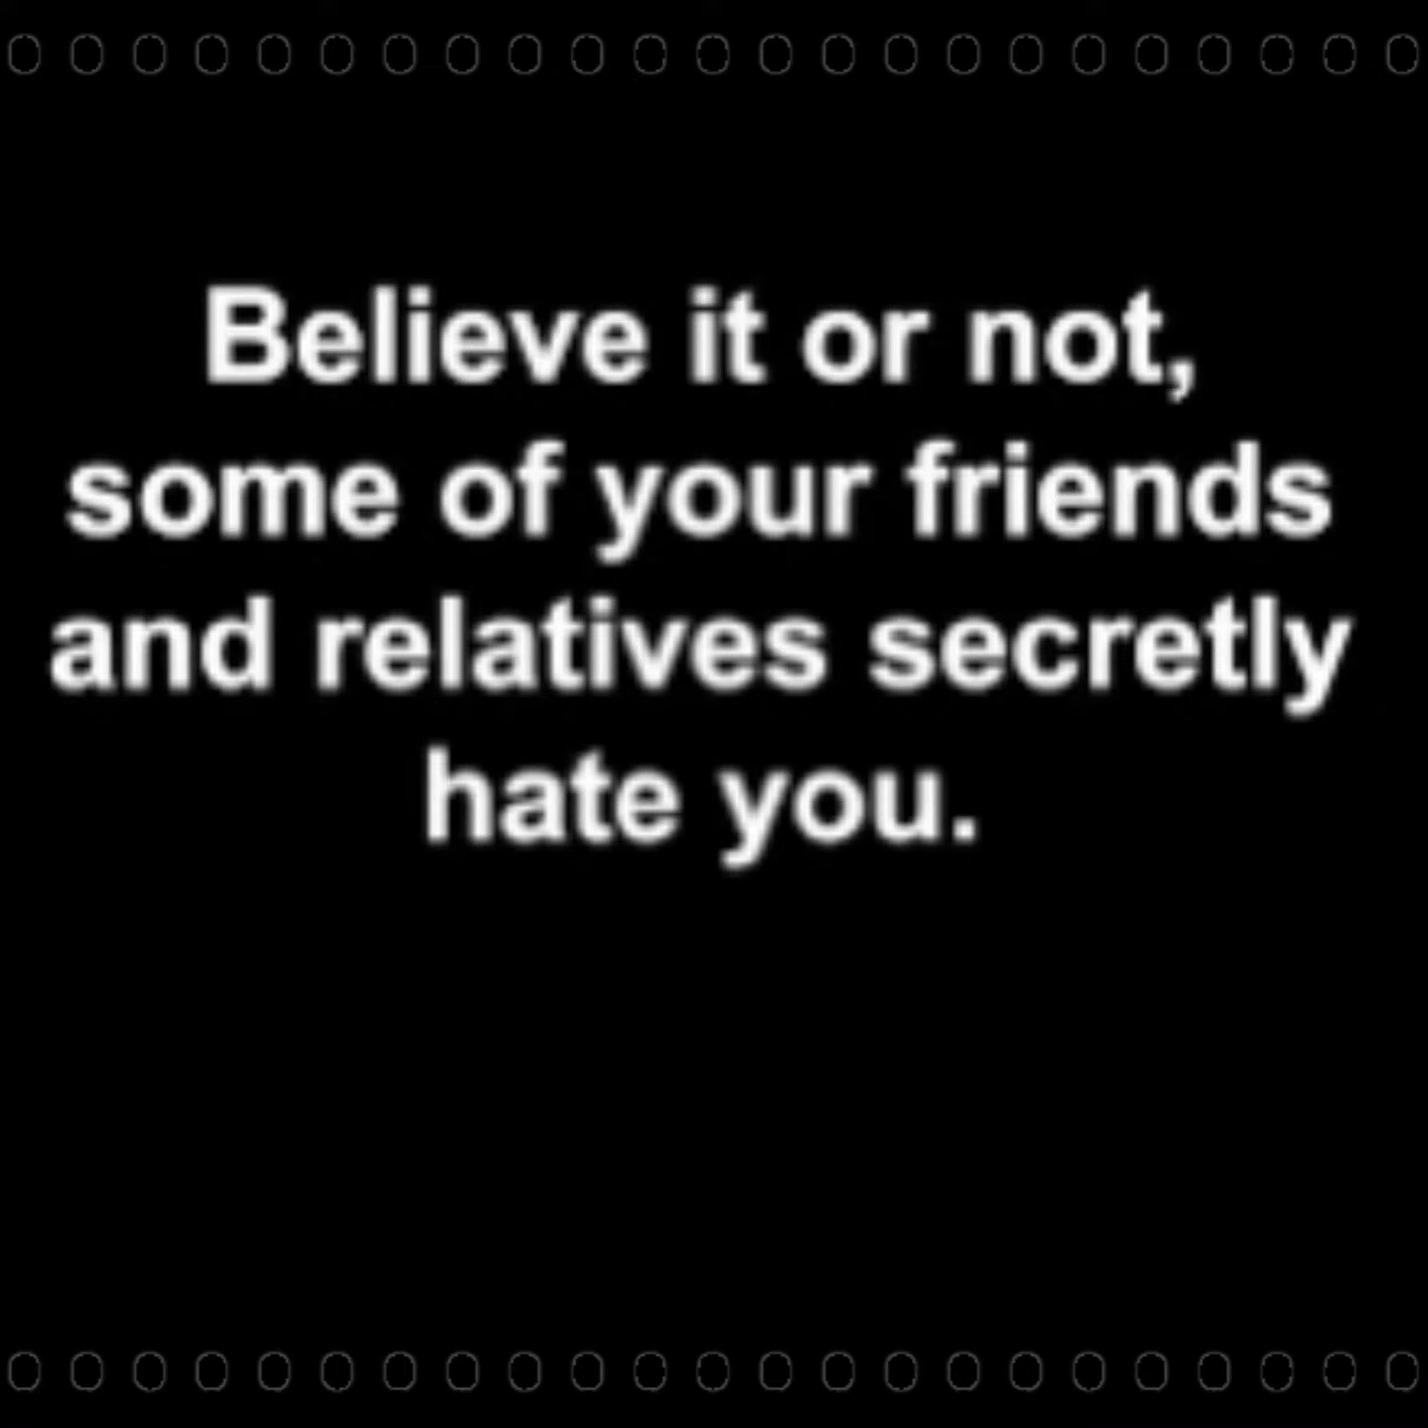 Believe it or not,
some of your friends
and relatives secretly
hate you.